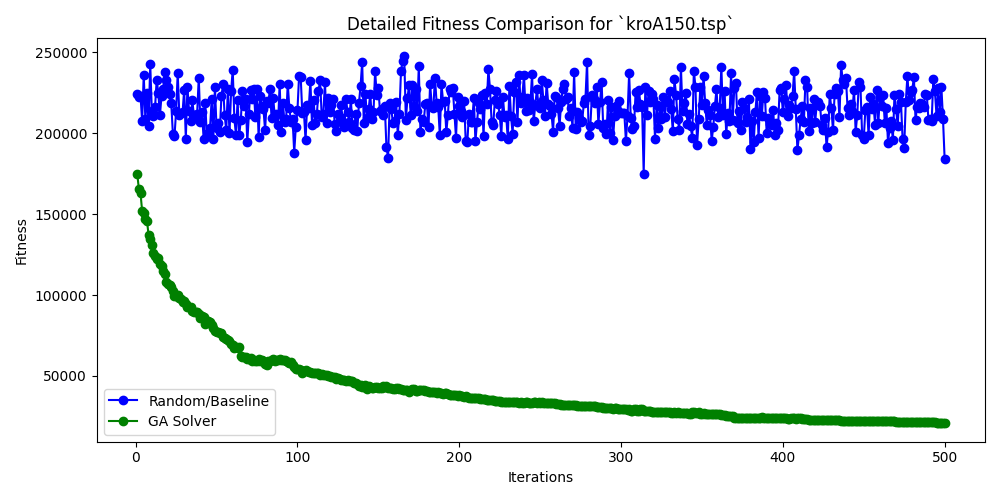 Detailed Fitness Comparison for `kroA150.tsp`
250000
200000
150000
100000
50000
Fitness
Random/Baseline
GA Solver
0 100 200 300 400 500
Iterations